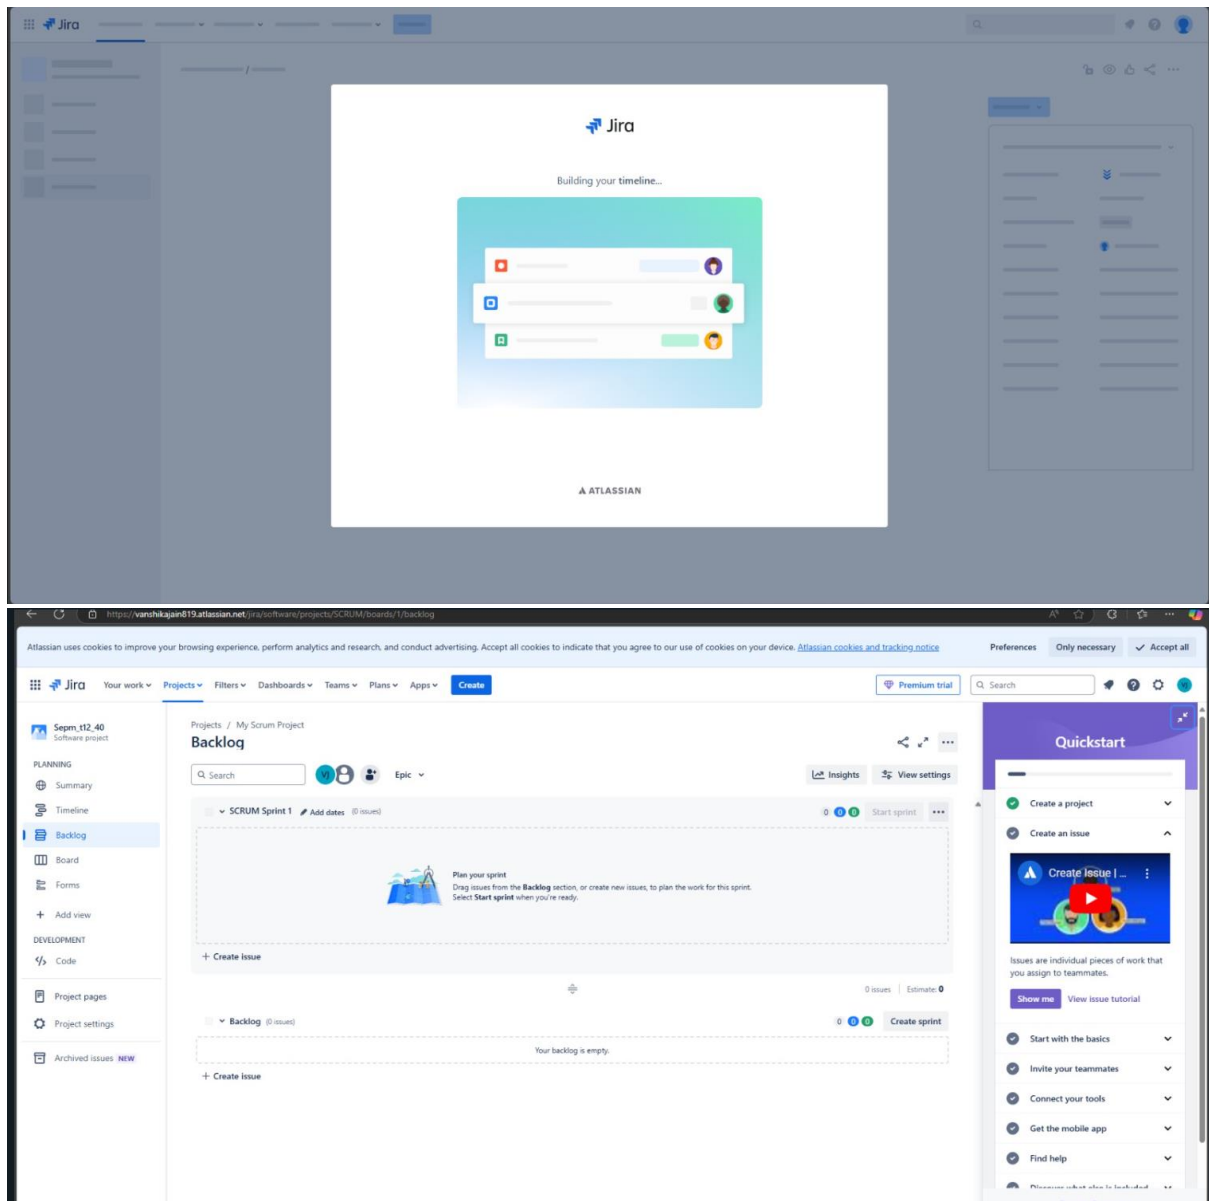 Jira
/
Jira
Building your timeline...
ATLASSIAN
https://vanshikajain819.atlassian.net/jira/software/projects/SCRUM/boards/1/backlog
Atlassian uses cookies to improve your browsing experience, perform analytics and research, and conduct advertising. Accept all cookies to indicate that you agree to our use of cookies on your device. Atlassian cookies and tracking notice Preferences Only necessary Accept all
Jira Your work Projects Filters Dashboards Teams Plans Apps Create Premium trial Search VJ
Sepm_t12_40
Software project
PLANNING
Summary
Timeline
Backlog
Board
Forms
+ Add view
DEVELOPMENT
Code
Project pages
Project settings
Archived issues NEW
Projects / My Scrum Project
Backlog
Search VJ Epic Insights View settings
SCRUM Sprint 1 Add dates (0 issues) 0 0 0 Start sprint
Plan your sprint
Drag issues from the Backlog section, or create new issues, to plan the work for this sprint.
Select Start sprint when you're ready.
+ Create issue
0 issues | Estimate: 0
Backlog (0 issues) 0 0 0 Create sprint
Your backlog is empty.
+ Create issue
Quickstart
Create a project
Create an issue
Create Issue | ...
Issues are individual pieces of work that
you assign to teammates.
Show me View issue tutorial
Start with the basics
Invite your teammates
Connect your tools
Get the mobile app
Find help
Discover what else is included